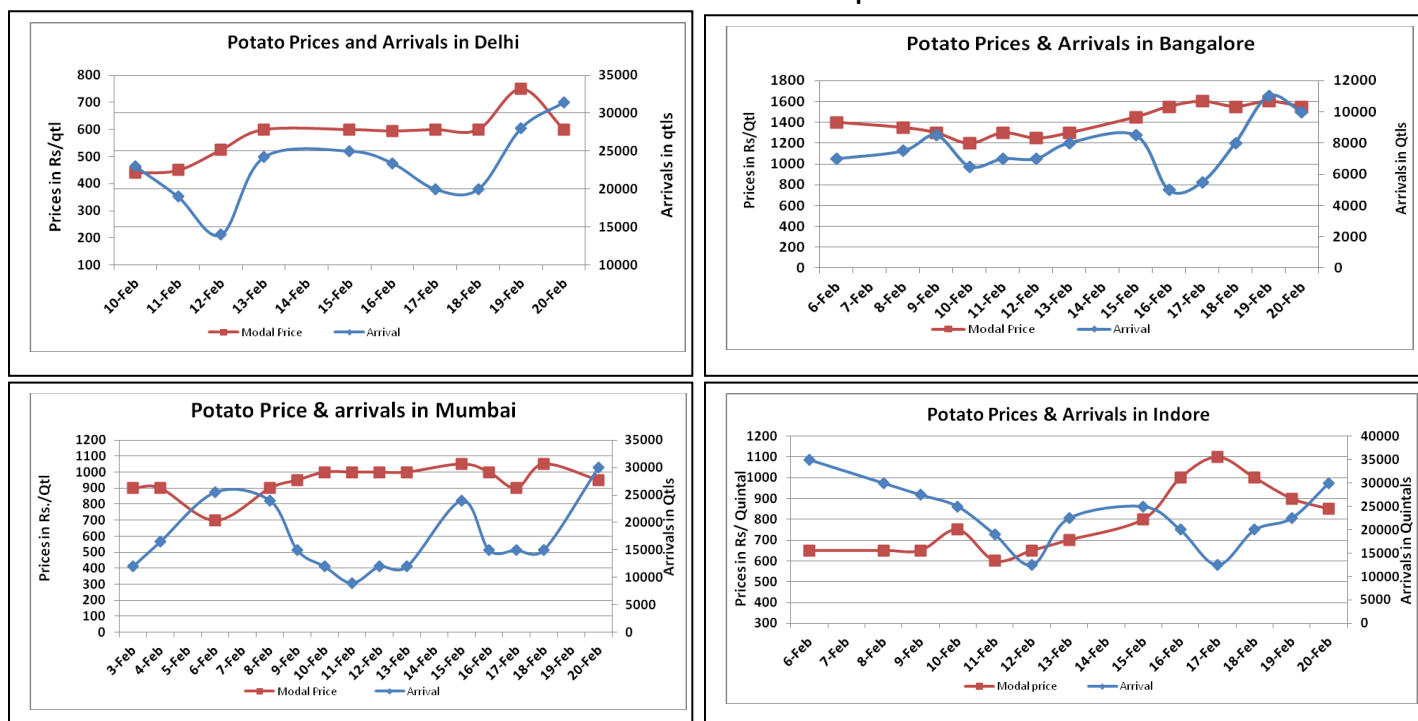 Potato Prices and Arrivals in Delhi
Prices in Rs/qtl
800
700
600
500
400
300
200
100
35000
30000
25000
20000
15000
10000
Arrivals in qtls
10-Feb
11-Feb
12-Feb
13-Feb
14-Feb
15-Feb
16-Feb
17-Feb
18-Feb
19-Feb
20-Feb
Modal Price
Arrival
Potato Prices & Arrivals in Bangalore
Prices in Rs/Qtl
1800
1600
1400
1200
1000
800
600
400
200
0
12000
10000
8000
6000
4000
2000
0
Arrivals in Qtls
6-Feb
7-Feb
8-Feb
9-Feb
10-Feb
11-Feb
12-Feb
13-Feb
14-Feb
15-Feb
16-Feb
17-Feb
18-Feb
19-Feb
20-Feb
Modal Price
Arrival
Potato Price & arrivals in Mumbai
Prices in Rs,/Qtl
1200
1100
1000
900
800
700
600
500
400
300
200
100
0
35000
30000
25000
20000
15000
10000
5000
0
Arrivals in Qtls
3-Feb
4-Feb
5-Feb
6-Feb
7-Feb
8-Feb
9-Feb
10-Feb
11-Feb
12-Feb
13-Feb
14-Feb
15-Feb
16-Feb
17-Feb
18-Feb
19-Feb
20-Feb
Modal Price
Arrival
Potato Prices & Arrivals in Indore
Prices in Rs/ Quintal
1200
1100
1000
900
800
700
600
500
400
300
40000
35000
30000
25000
20000
15000
10000
5000
0
Arrivals in Quintals
6-Feb
7-Feb
8-Feb
9-Feb
10-Feb
11-Feb
12-Feb
13-Feb
14-Feb
15-Feb
16-Feb
17-Feb
18-Feb
19-Feb
20-Feb
Modal price
Arrival